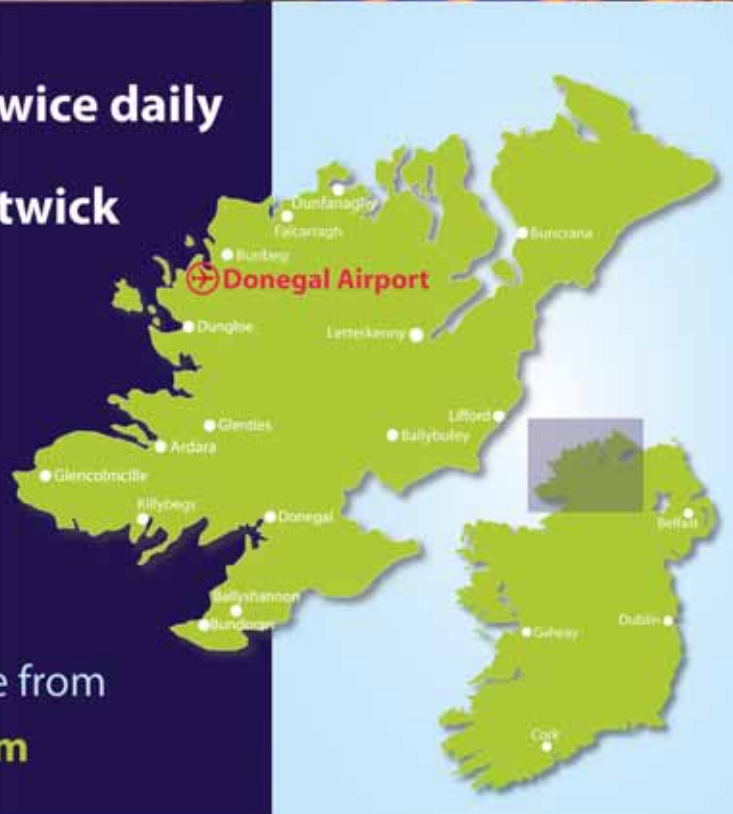 wice daily
twick
Dunfanaghy
Falcarragh
Buncrana
Bunbeg
Donegal Airport
Dungloe
Letterkenny
Lifford
Glenties
Ballybofey
Ardara
Glencolmcille
Killybegs
Donegal
Belfast
Ballyshannon
Bundoran
Dublin
Galway
e from
Cork
m